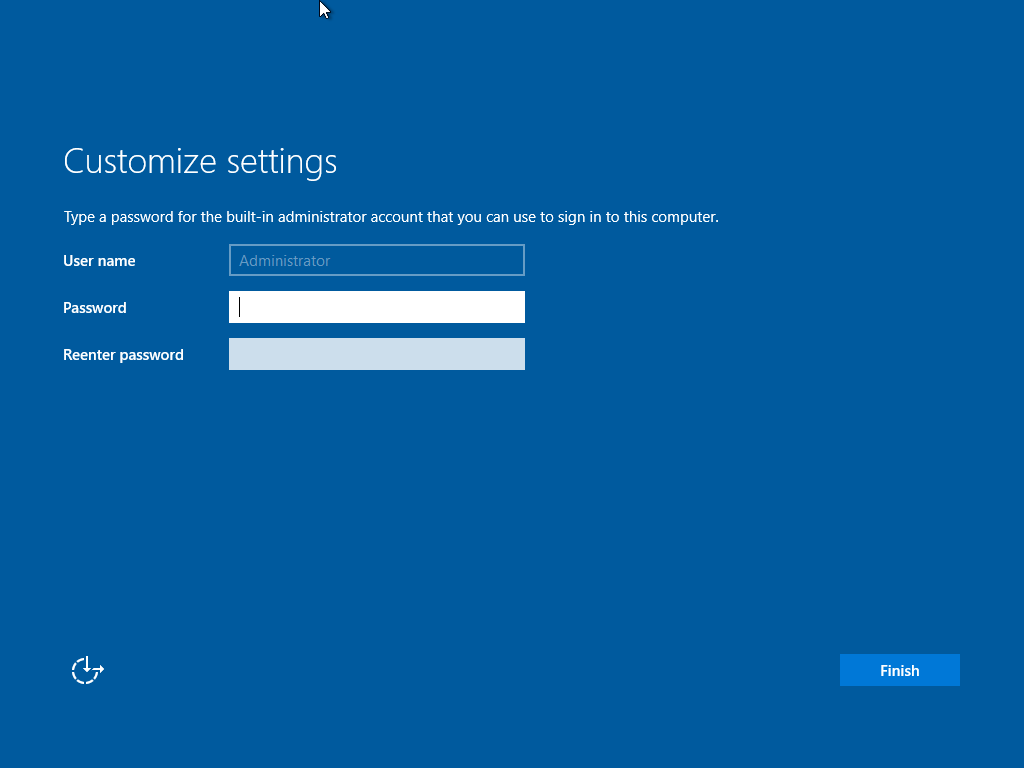 Customize settings
Type a password for the built-in administrator account that you can use to sign in to this computer.
User name
Administrator
Password
Reenter password
Finish